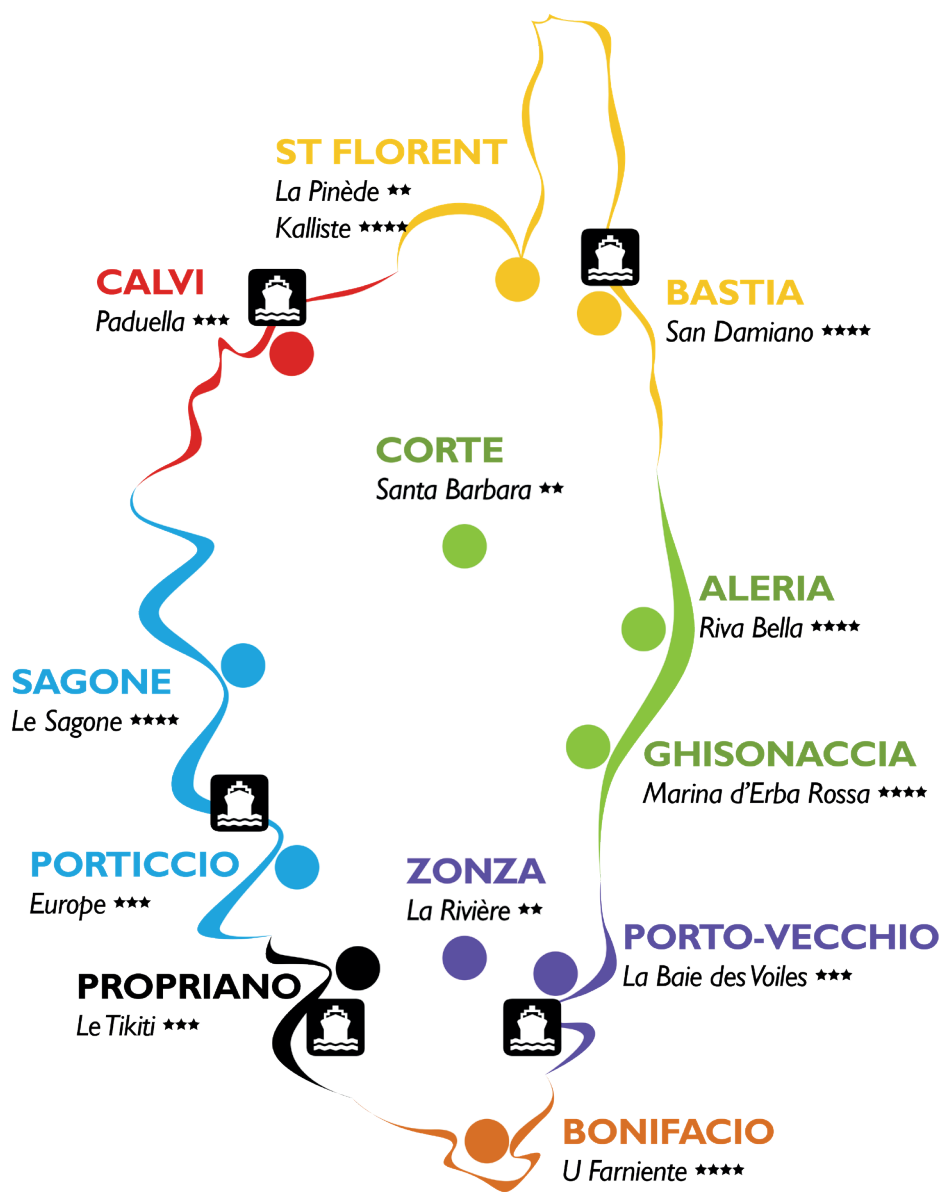 ST FLORENT
La Pinède ★★
Kalliste ★★★★
CALVI
Paduella ★★★
BASTIA
San Damiano ★★★★
CORTE
Santa Barbara ★★
ALERIA
Riva Bella ★★★★
SAGONE
Le Sagone ★★★★
GHISONACCIA
Marina d'Erba Rossa ★★★★
PORTICCIO
Europe ★★★
ZONZA
La Rivière ★★
PORTO-VECCHIO
La Baie des Voiles ★★★
PROPRIANO
Le Tikiti ★★★
BONIFACIO
U Farniente ★★★★